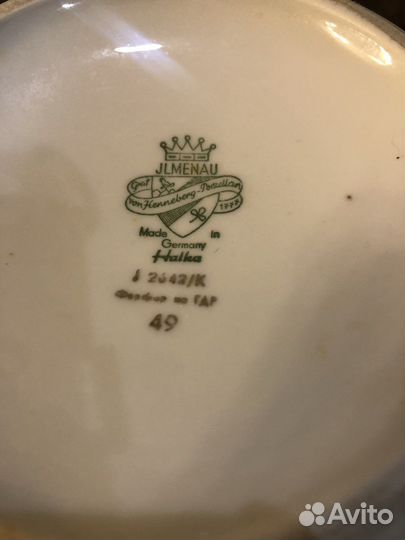 JLMENAU
Graf
von Henneberg-Porzellan
1777
Made in
Germany
Halka
2642/K
Фарфор из ГДР
49
Avito